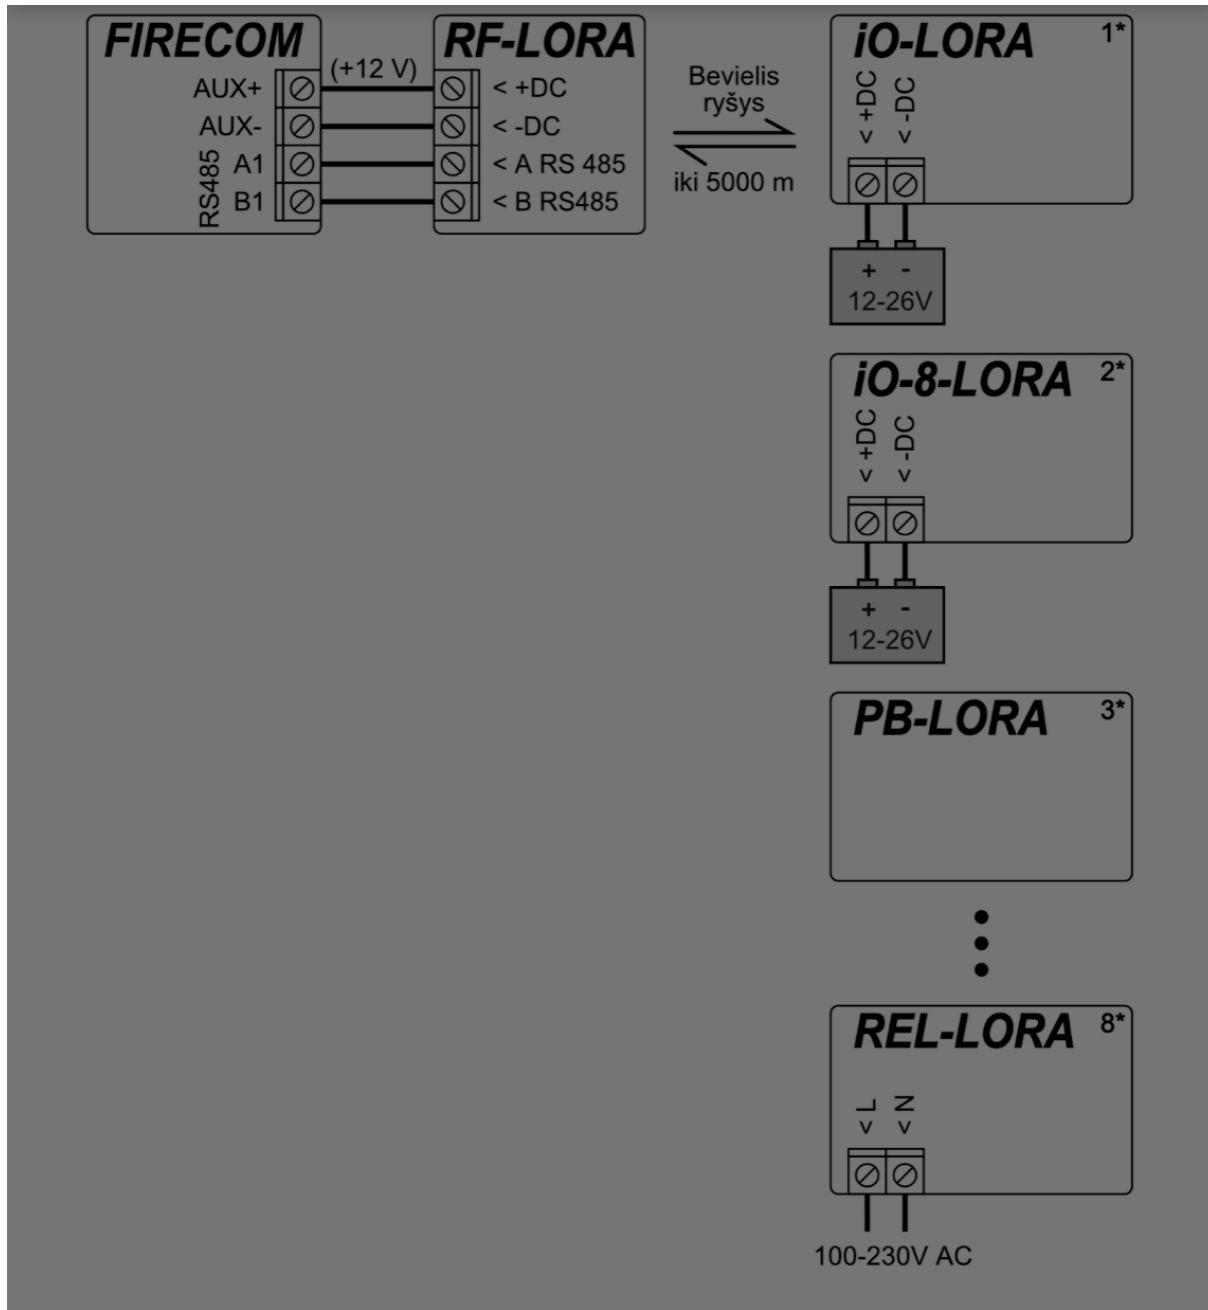 FIRECOM
AUX+
AUX-
RS485
A1
B1
(+12 V)
RF-LORA
< +DC
< -DC
< A RS 485
< B RS485
Bevielis
ryšys
iki 5000 m
iO-LORA 1*
< +DC
< -DC
+ -
12-26V
iO-8-LORA 2*
< +DC
< -DC
+ -
12-26V
PB-LORA 3*
REL-LORA 8*
< L
< N
100-230V AC